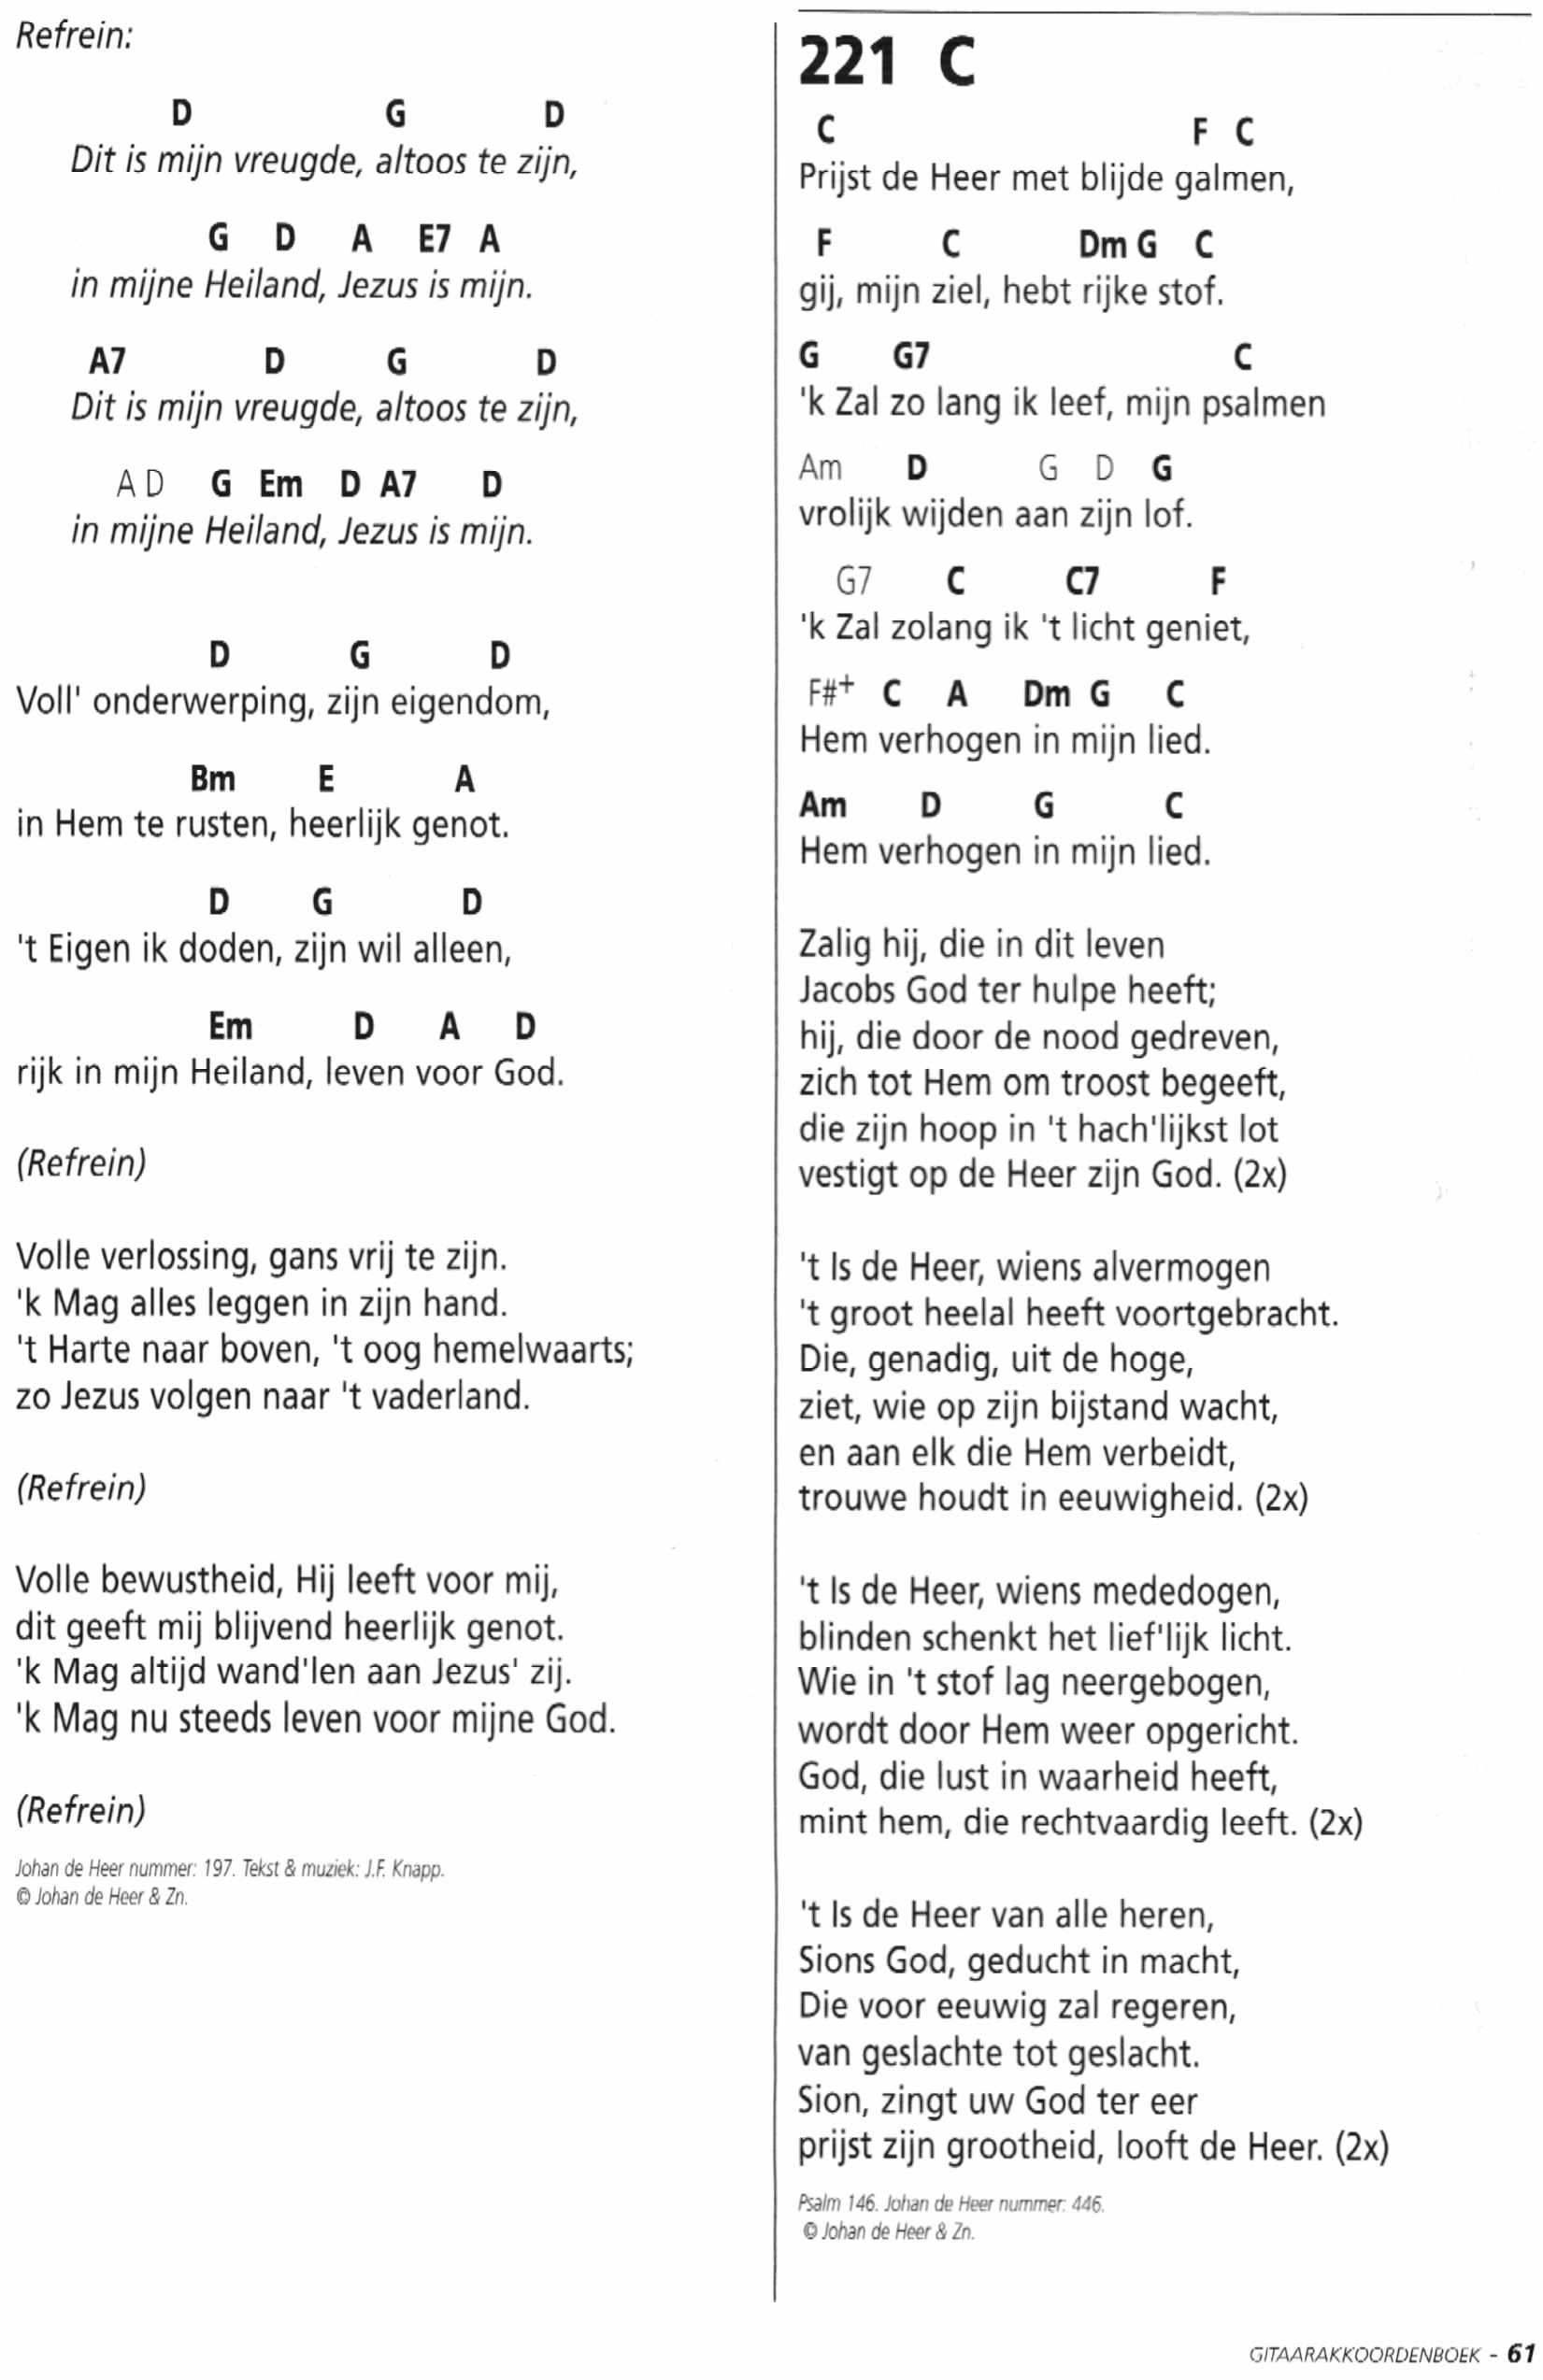 Refrein:
D G D
Dit is mijn vreugde, altoos te zijn,
G D A E7 A
in mijne Heiland, Jezus is mijn.
A7 D G D
Dit is mijn vreugde, altoos te zijn,
A D G Em D A7 D
in mijne Heiland, Jezus is mijn.
D G D
Voll' onderwerping, zijn eigendom,
Bm E A
in Hem te rusten, heerlijk genot.
D G D
't Eigen ik doden, zijn wil alleen,
Em D A D
rijk in mijn Heiland, leven voor God.
(Refrein)
Volle verlossing, gans vrij te zijn.
'k Mag alles leggen in zijn hand.
't Harte naar boven, 't oog hemelwaarts;
zo Jezus volgen naar 't vaderland.
(Refrein)
Volle bewustheid, Hij leeft voor mij,
dit geeft mij blijvend heerlijk genot.
'k Mag altijd wand'len aan Jezus' zij.
'k Mag nu steeds leven voor mijne God.
(Refrein)
Johan de Heer nummer: 197. Tekst & muziek: J.F. Knapp.
© Johan de Heer & Zn.
221 C
C F C
Prijst de Heer met blijde galmen,
F C Dm G C
gij, mijn ziel, hebt rijke stof.
G G7 C
'k Zal zo lang ik leef, mijn psalmen
Am D G D G
vrolijk wijden aan zijn lof.
G7 C C7 F
'k Zal zolang ik 't licht geniet,
F#+ C A Dm G C
Hem verhogen in mijn lied.
Am D G C
Hem verhogen in mijn lied.
Zalig hij, die in dit leven
Jacobs God ter hulpe heeft;
hij, die door de nood gedreven,
zich tot Hem om troost begeeft,
die zijn hoop in 't hach'lijkst lot
vestigt op de Heer zijn God. (2x)
't Is de Heer, wiens alvermogen
't groot heelal heeft voortgebracht.
Die, genadig, uit de hoge,
ziet, wie op zijn bijstand wacht,
en aan elk die Hem verbeidt,
trouwe houdt in eeuwigheid. (2x)
't Is de Heer, wiens mededogen,
blinden schenkt het lief'lijk licht.
Wie in 't stof lag neergebogen,
wordt door Hem weer opgericht.
God, die lust in waarheid heeft,
mint hem, die rechtvaardig leeft. (2x)
't Is de Heer van alle heren,
Sions God, geducht in macht,
Die voor eeuwig zal regeren,
van geslachte tot geslacht.
Sion, zingt uw God ter eer
prijst zijn grootheid, looft de Heer. (2x)
Psalm 146. Johan de Heer nummer: 446.
© Johan de Heer & Zn.
GITAARAKKOORDENBOEK - 61